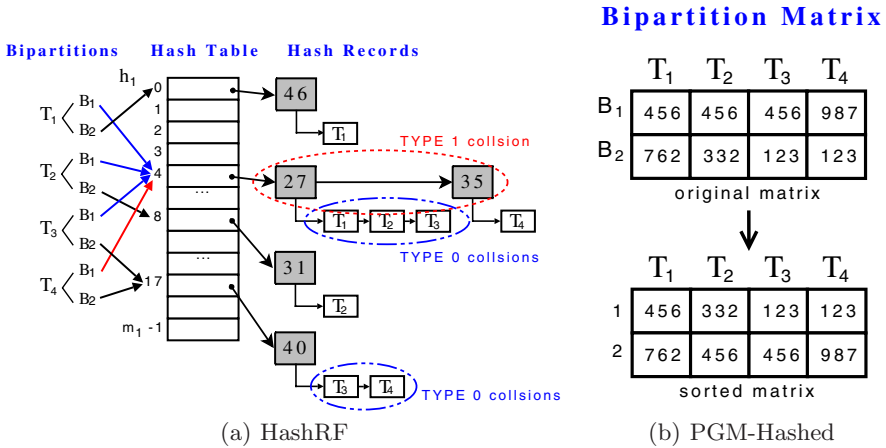 Bipartitions Hash Table Hash Records
h1
T1 B1 B2
T2 B1 B2
T3 B1 B2
T4 B1 B2
0
1
2
3
4
...
8
...
17
m1 -1
46
T1
TYPE 1 collsion
27 35
T1 T2 T3 T4
TYPE 0 collisions
31
T2
40
T3 T4
TYPE 0 collisions
(a) HashRF
Bipartition Matrix
T1 T2 T3 T4
B1 456 456 456 987
B2 762 332 123 123
original matrix
T1 T2 T3 T4
1 456 332 123 123
2 762 456 456 987
sorted matrix
(b) PGM-Hashed